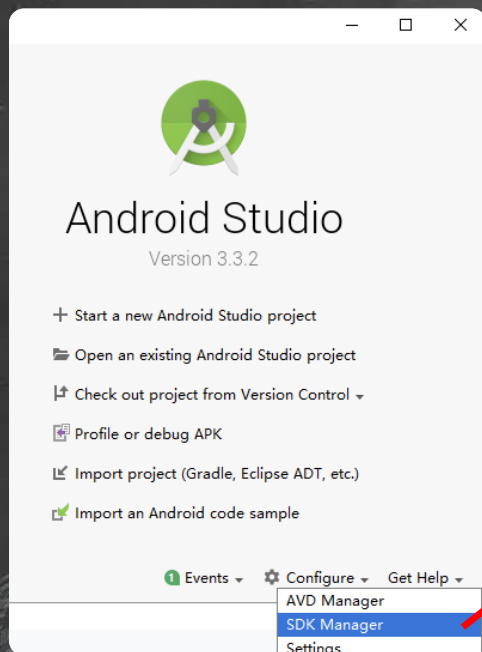 Android Studio
Version 3.3.2
Start a new Android Studio project
Open an existing Android Studio project
Check out project from Version Control
Profile or debug APK
Import project (Gradle, Eclipse ADT, etc.)
Import an Android code sample
1 Events Configure Get Help
AVD Manager
SDK Manager
Settings